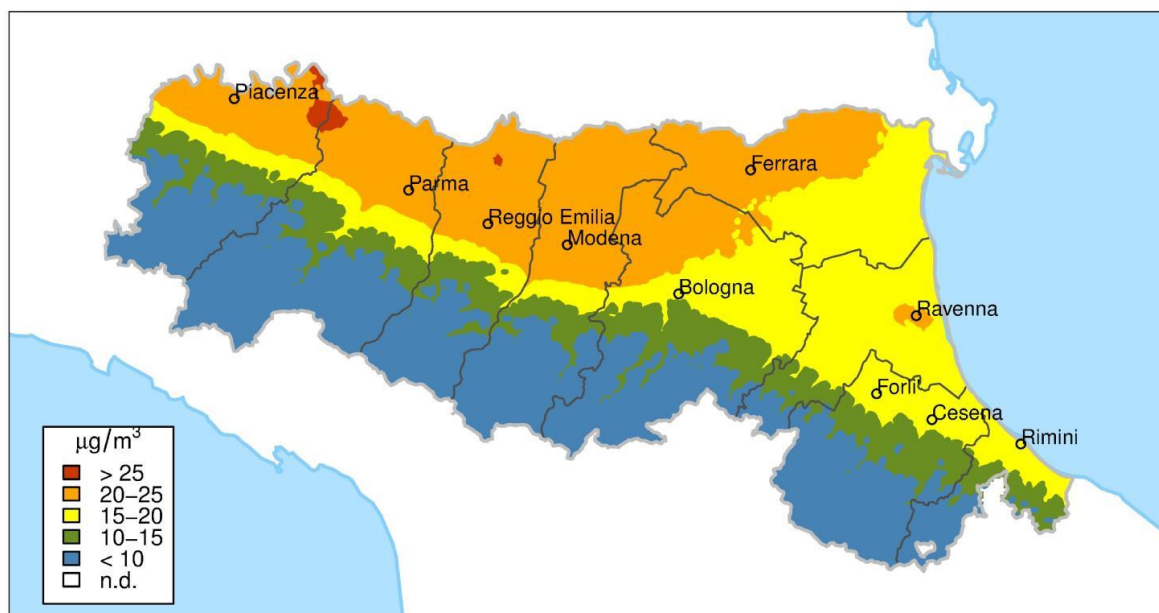 Piacenza
Parma
Reggio Emilia
Modena
Ferrara
Bologna
Ravenna
Forlì
Cesena
Rimini
μg/m³
> 25
20–25
15–20
10–15
< 10
n.d.